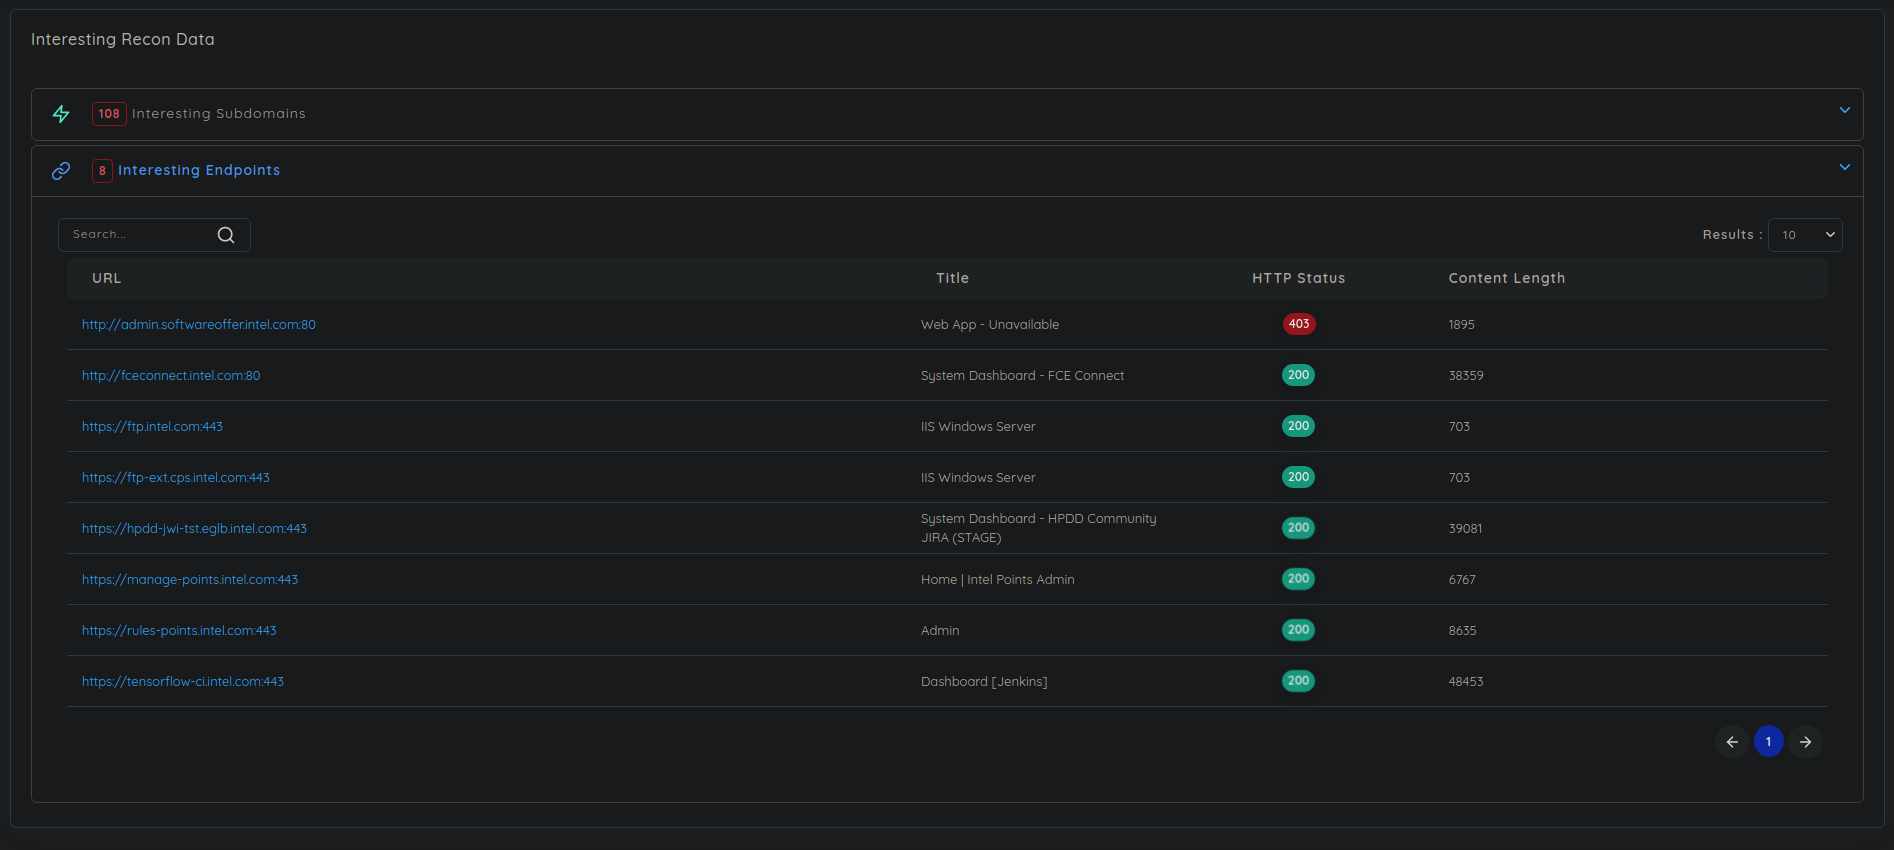 Interesting Recon Data
108 Interesting Subdomains
8 Interesting Endpoints
Search... Results : 10
URL Title HTTP Status Content Length
http://admin.softwareoffer.intel.com:80 Web App - Unavailable 403 1895
http://fceconnect.intel.com:80 System Dashboard - FCE Connect 200 38359
https://ftp.intel.com:443 IIS Windows Server 200 703
https://ftp-ext.cps.intel.com:443 IIS Windows Server 200 703
https://hpdd-jwi-tst.eglb.intel.com:443 System Dashboard - HPDD Community 200 39081
JIRA (STAGE)
https://manage-points.intel.com:443 Home | Intel Points Admin 200 6767
https://rules-points.intel.com:443 Admin 200 8635
https://tensorflow-ci.intel.com:443 Dashboard [Jenkins] 200 48453
1